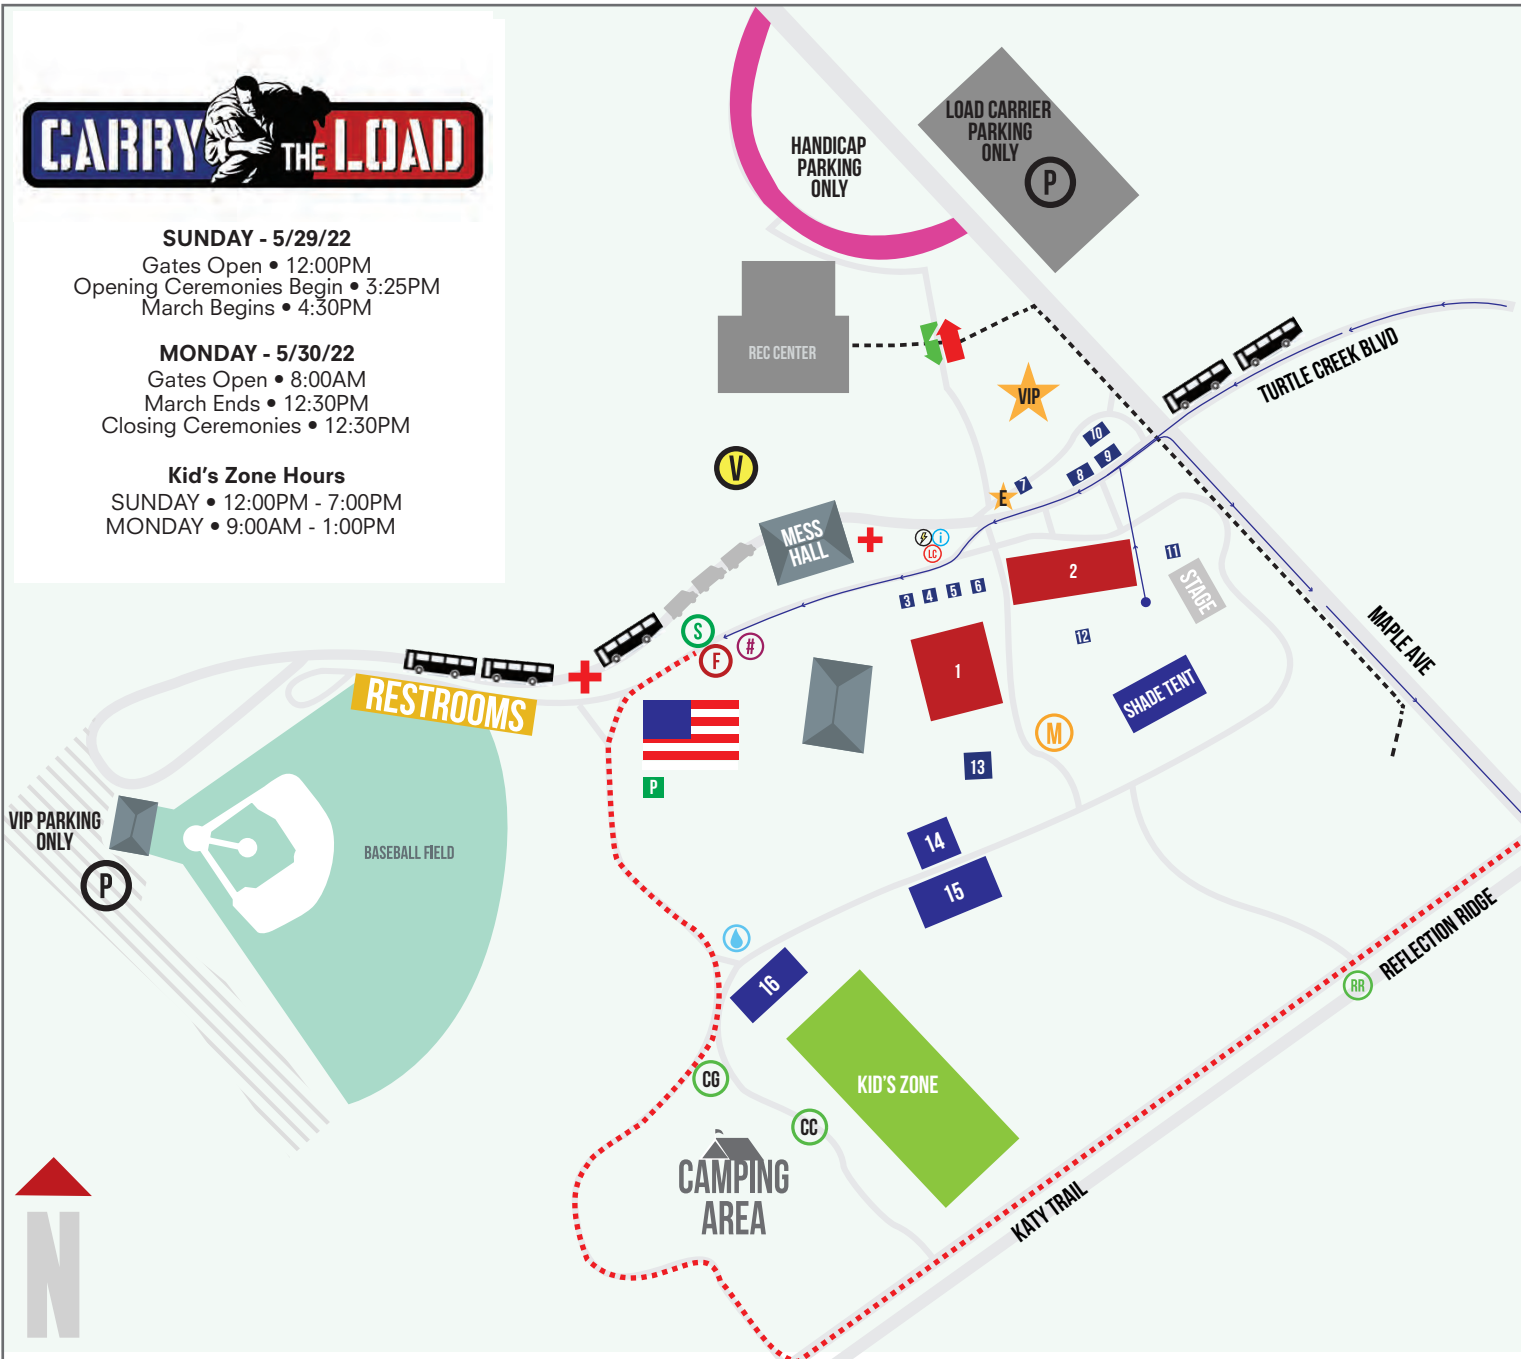 CARRY THE LOAD
SUNDAY - 5/29/22
Gates Open • 12:00PM
Opening Ceremonies Begin • 3:25PM
March Begins • 4:30PM
MONDAY - 5/30/22
Gates Open • 8:00AM
March Ends • 12:30PM
Closing Ceremonies • 12:30PM
Kid's Zone Hours
SUNDAY • 12:00PM - 7:00PM
MONDAY • 9:00AM - 1:00PM
HANDICAP
PARKING
ONLY
LOAD CARRIER
PARKING
ONLY
P
REC CENTER
VIP
TURTLE CREEK BLVD
10
9
8
7
E
V
MESS
HALL
i
LC
3
4
5
6
2
11
STAGE
12
MAPLE AVE
S
F
#
1
SHADE TENT
RESTROOMS
M
P
13
VIP PARKING
ONLY
P
BASEBALL FIELD
14
15
16
REFLECTION RIDGE
RR
CG
CC
KID'S ZONE
CAMPING
AREA
KATY TRAIL
N